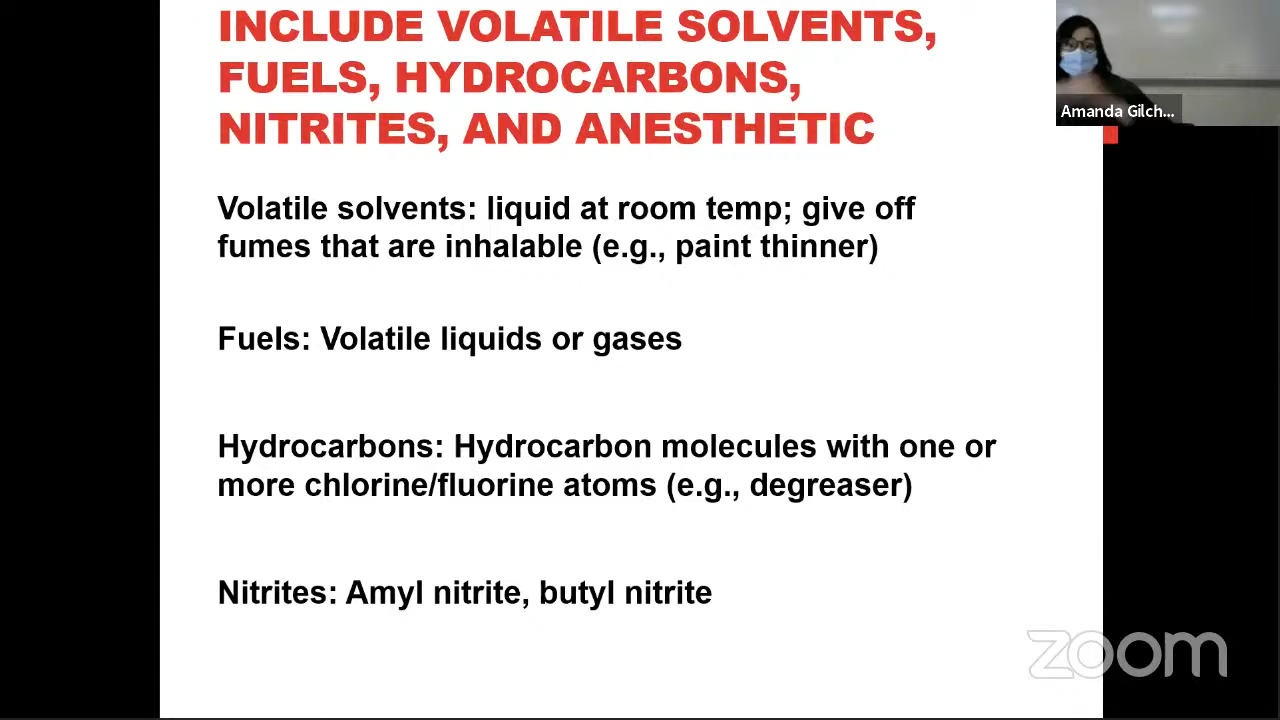 INCLUDE VOLATILE SOLVENTS,
FUELS, HYDROCARBONS,
NITRITES, AND ANESTHETIC
Amanda Gilch...
Volatile solvents: liquid at room temp; give off
fumes that are inhalable (e.g., paint thinner)
Fuels: Volatile liquids or gases
Hydrocarbons: Hydrocarbon molecules with one or
more chlorine/fluorine atoms (e.g., degreaser)
Nitrites: Amyl nitrite, butyl nitrite
zoom